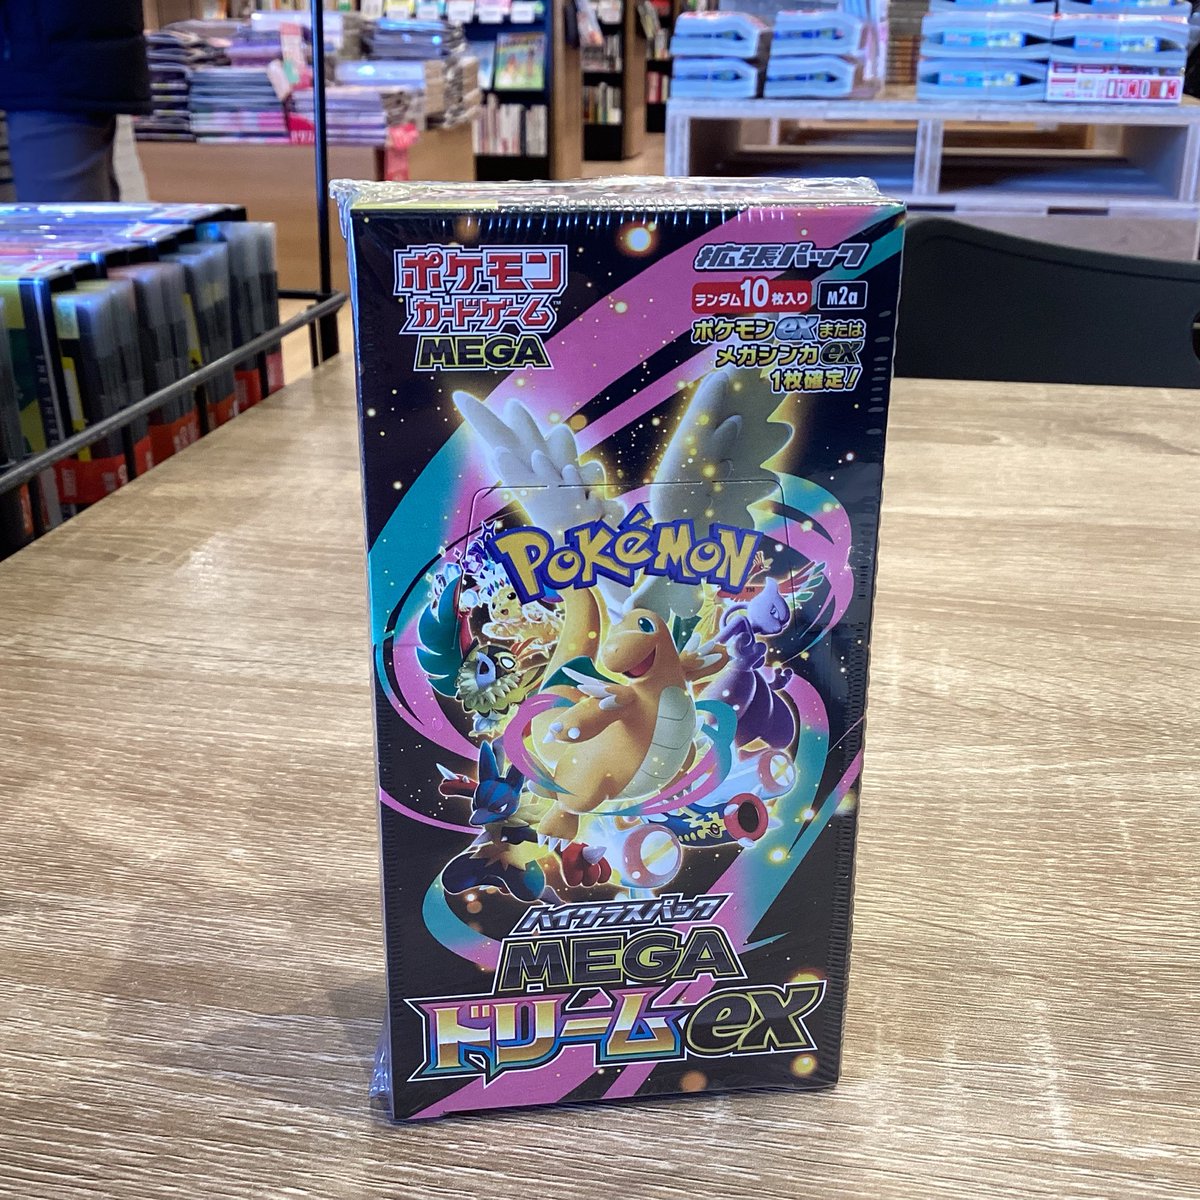 ポケモン
カードゲーム™
MEGA
拡張パック
ランダム10枚入り M2a
ポケモンexまたは
メガシンカex
1枚確定！
POKéMON™
ハイクラスパック
MEGA
ドリームex